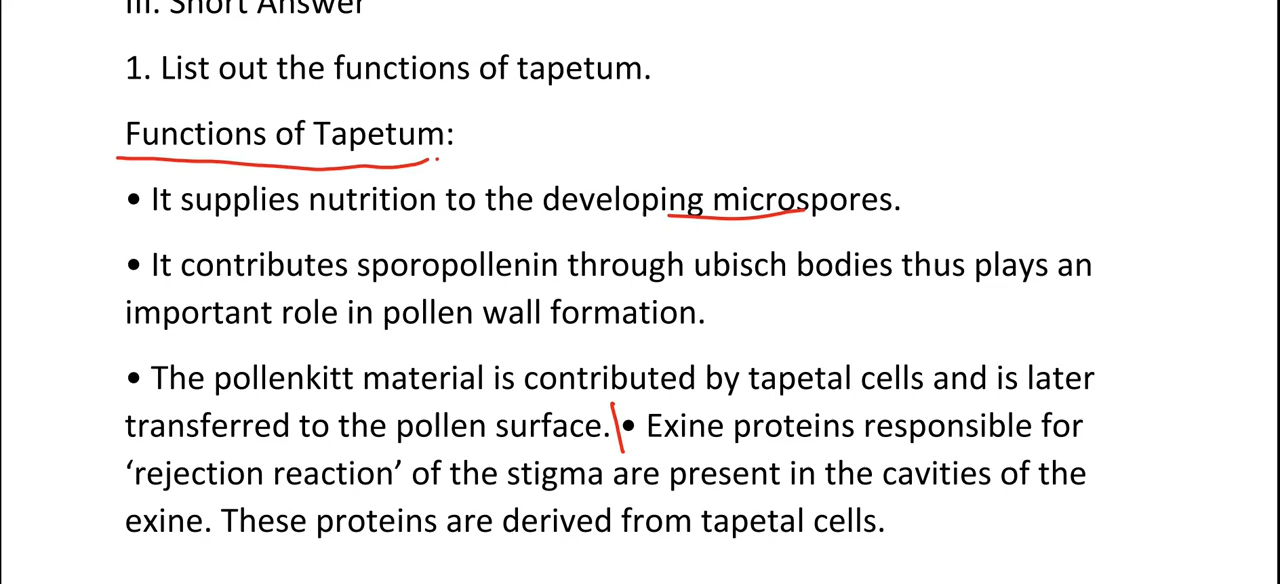 III. Short Answer
1. List out the functions of tapetum.
Functions of Tapetum:
• It supplies nutrition to the developing microspores.
• It contributes sporopollenin through ubisch bodies thus plays an
important role in pollen wall formation.
• The pollenkitt material is contributed by tapetal cells and is later
transferred to the pollen surface. • Exine proteins responsible for
‘rejection reaction’ of the stigma are present in the cavities of the
exine. These proteins are derived from tapetal cells.